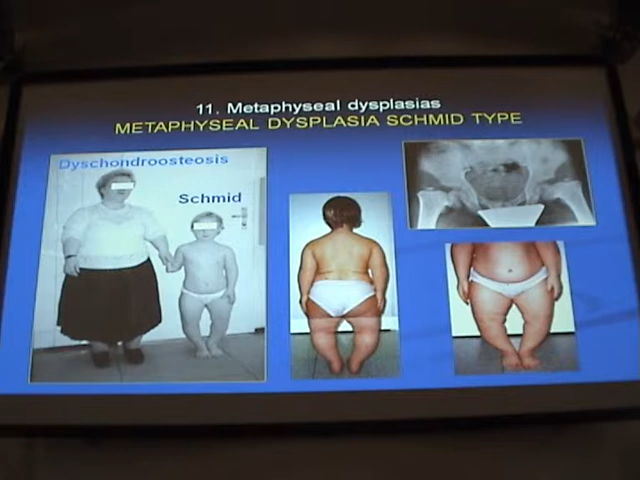 11. Metaphyseal dysplasias
METAPHYSEAL DYSPLASIA SCHMID TYPE
Dyschondroosteosis
Schmid